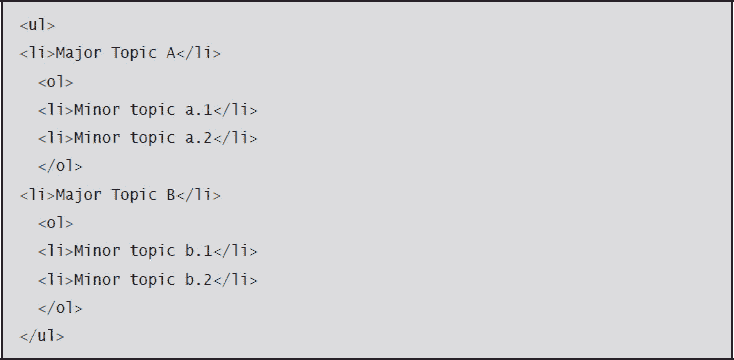 <ul>
<li>Major Topic A</li>
<ol>
<li>Minor topic a.1</li>
<li>Minor topic a.2</li>
</ol>
<li>Major Topic B</li>
<ol>
<li>Minor topic b.1</li>
<li>Minor topic b.2</li>
</ol>
</ul>